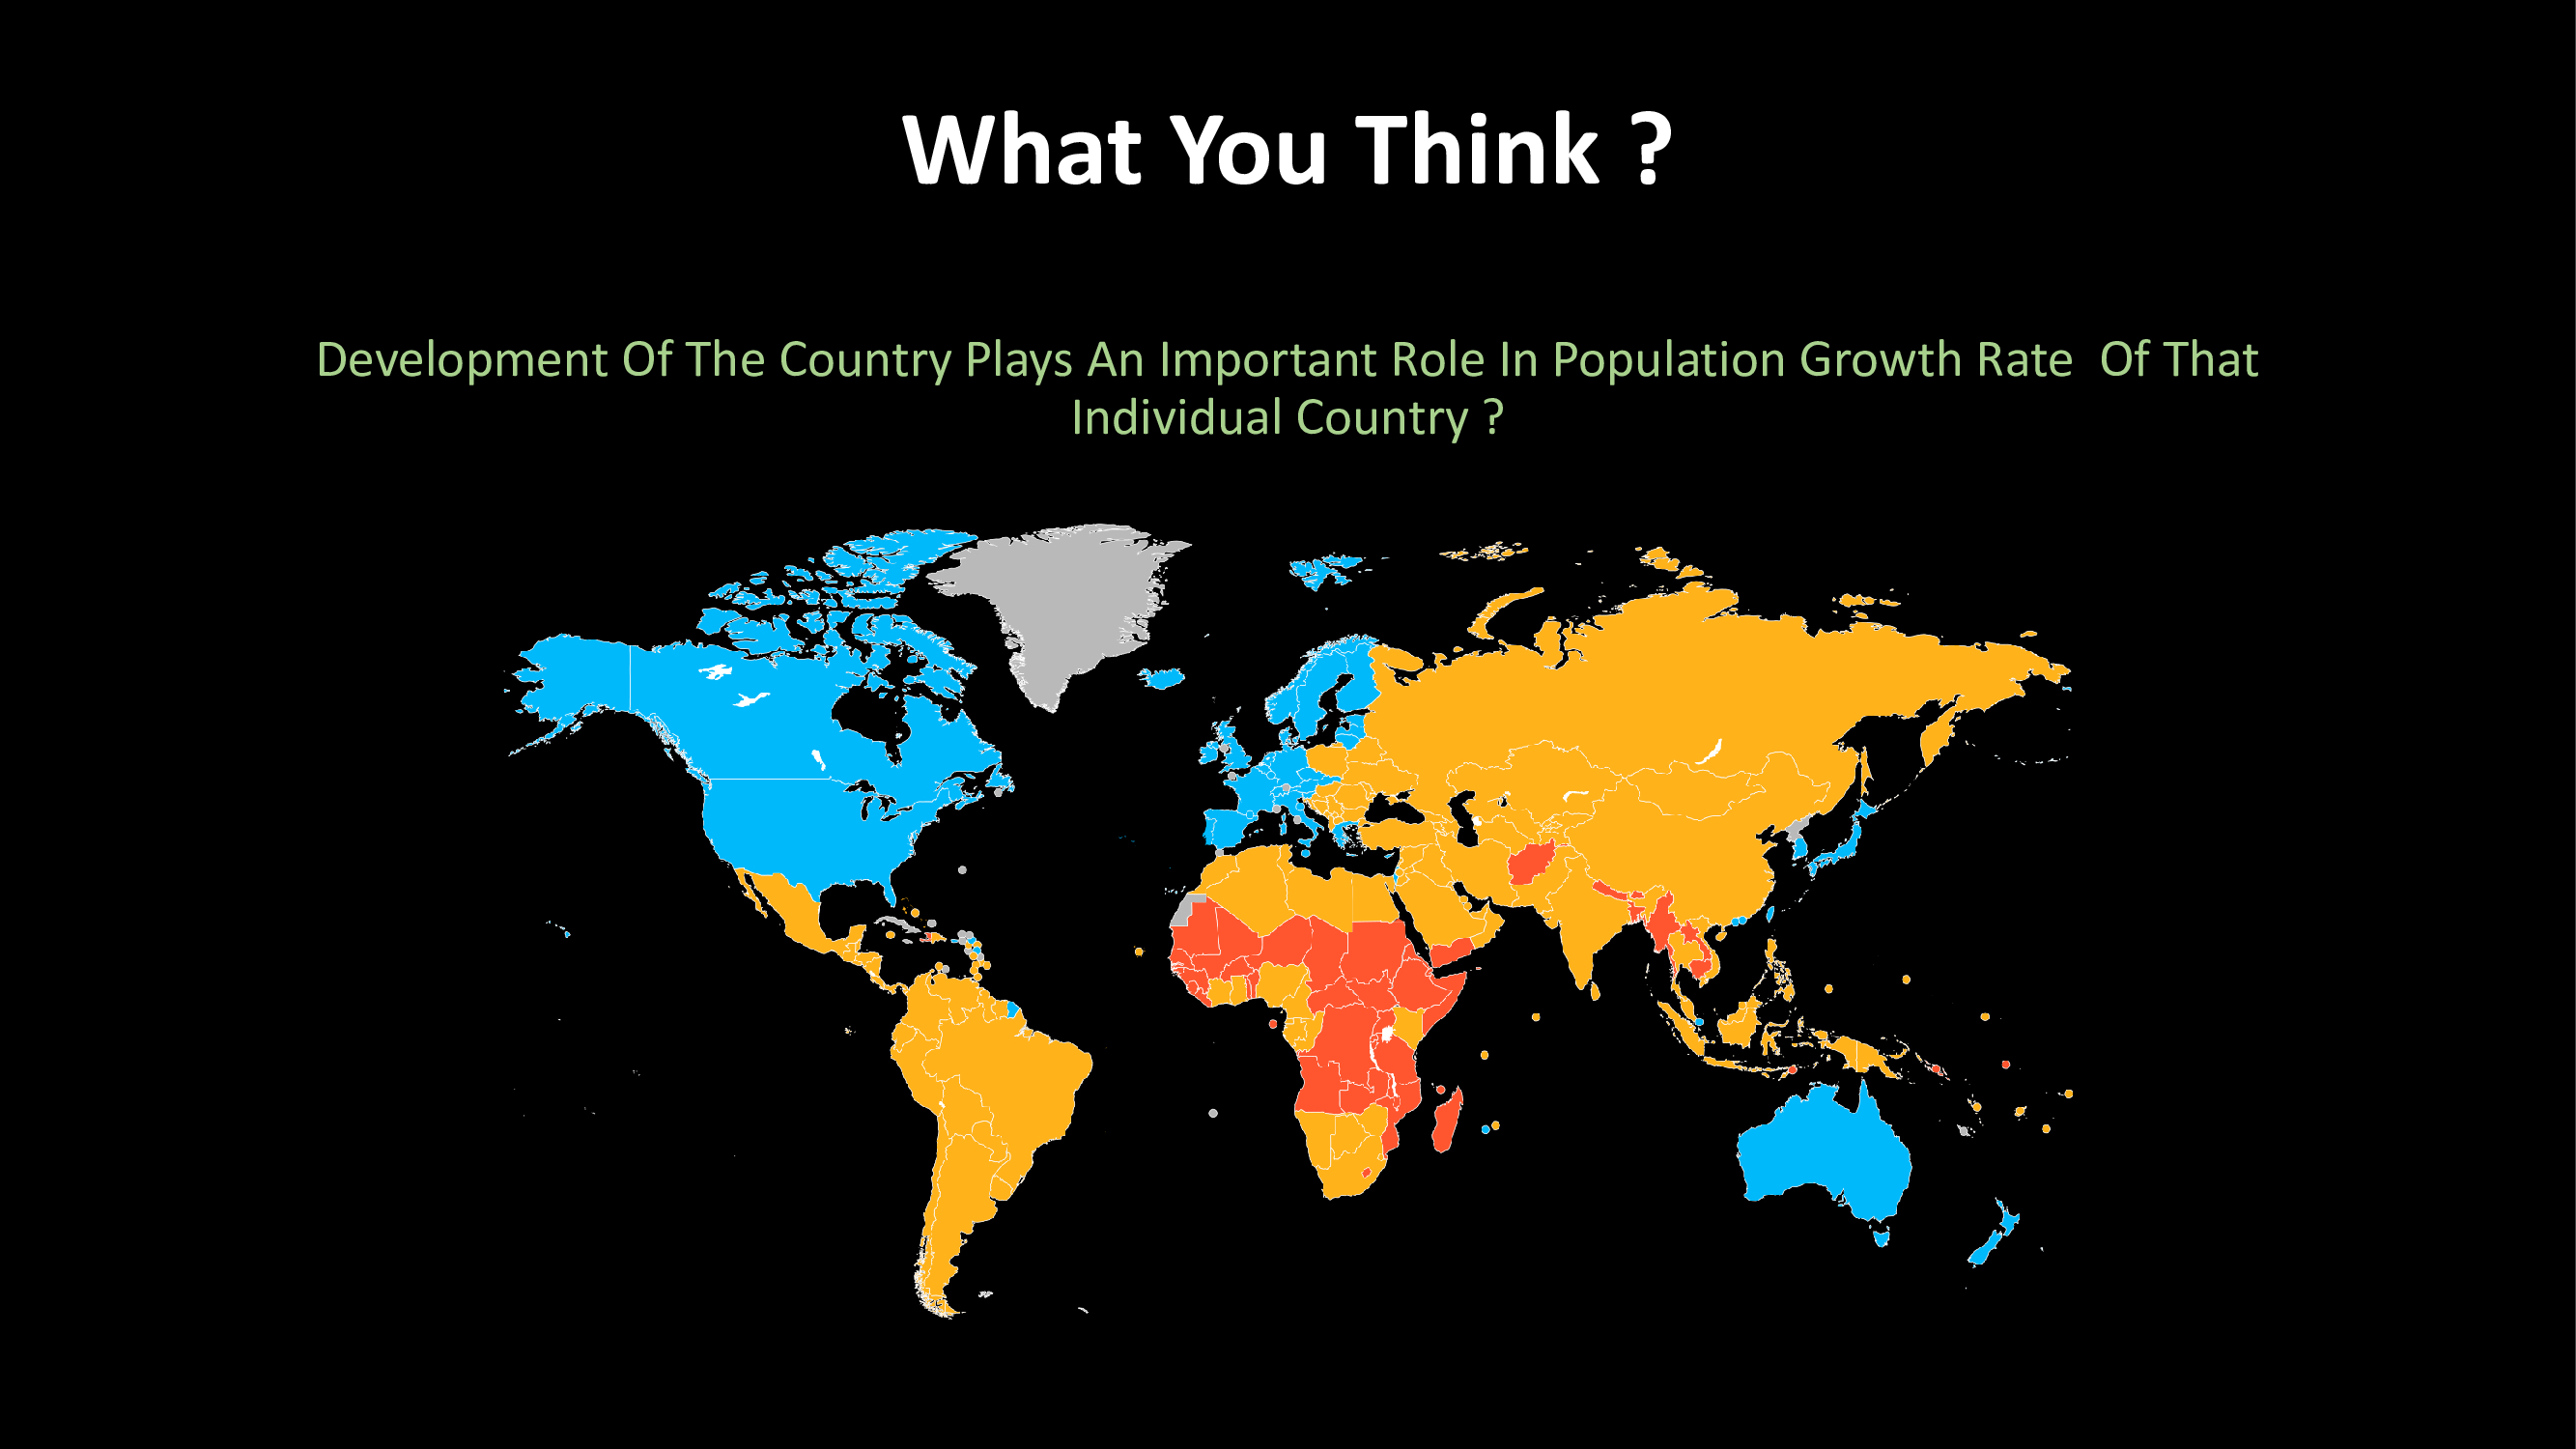 What You Think ?
Development Of The Country Plays An Important Role In Population Growth Rate  Of That
Individual Country ?